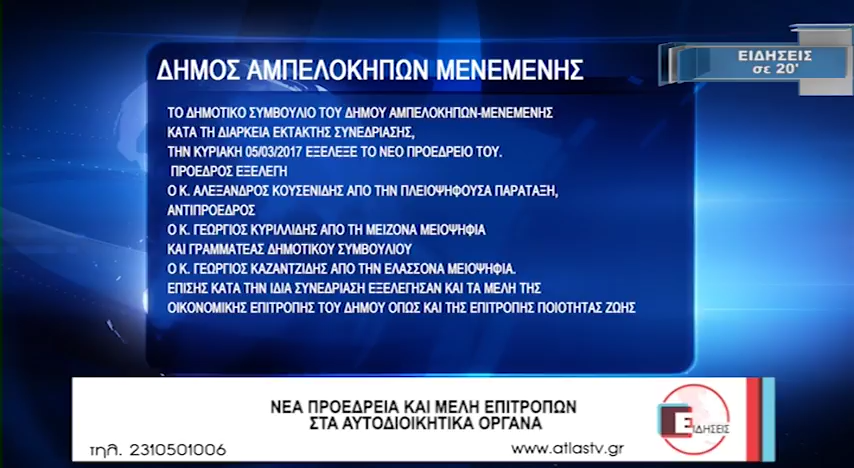 ΔΗΜΟΣ ΑΜΠΕΛΟΚΗΠΩΝ ΜΕΝΕΜΕΝΗΣ
ΕΙΔΗΣΕΙΣ
σε 20'
ΤΟ ΔΗΜΟΤΙΚΟ ΣΥΜΒΟΥΛΙΟ ΤΟΥ ΔΗΜΟΥ ΑΜΠΕΛΟΚΗΠΩΝ-ΜΕΝΕΜΕΝΗΣ
ΚΑΤΑ ΤΗ ΔΙΑΡΚΕΙΑ ΕΚΤΑΚΤΗΣ ΣΥΝΕΔΡΙΑΣΗΣ,
ΤΗΝ ΚΥΡΙΑΚΗ 05/03/2017 ΕΞΕΛΕΞΕ ΤΟ ΝΕΟ ΠΡΟΕΔΡΕΙΟ ΤΟΥ.
ΠΡΟΕΔΡΟΣ ΕΞΕΛΕΓΗ
Ο Κ. ΑΛΕΞΑΝΔΡΟΣ ΚΟΥΣΕΝΙΔΗΣ ΑΠΟ ΤΗΝ ΠΛΕΙΟΨΗΦΟΥΣΑ ΠΑΡΑΤΑΞΗ,
ΑΝΤΙΠΡΟΕΔΡΟΣ
Ο Κ. ΓΕΩΡΓΙΟΣ ΚΥΡΙΛΛΙΔΗΣ ΑΠΟ ΤΗ ΜΕΙΖΟΝΑ ΜΕΙΟΨΗΦΙΑ
ΚΑΙ ΓΡΑΜΜΑΤΕΑΣ ΔΗΜΟΤΙΚΟΥ ΣΥΜΒΟΥΛΙΟΥ
Ο Κ. ΓΕΩΡΓΙΟΣ ΚΑΖΑΝΤΖΙΔΗΣ ΑΠΟ ΤΗΝ ΕΛΑΣΣΟΝΑ ΜΕΙΟΨΗΦΙΑ.
ΕΠΙΣΗΣ ΚΑΤΑ ΤΗΝ ΙΔΙΑ ΣΥΝΕΔΡΙΑΣΗ ΕΞΕΛΕΓΗΣΑΝ ΚΑΙ ΤΑ ΜΕΛΗ ΤΗΣ
ΟΙΚΟΝΟΜΙΚΗΣ ΕΠΙΤΡΟΠΗΣ ΤΟΥ ΔΗΜΟΥ ΟΠΩΣ ΚΑΙ ΤΗΣ ΕΠΙΤΡΟΠΗΣ ΠΟΙΟΤΗΤΑΣ ΖΩΗΣ
ΝΕΑ ΠΡΟΕΔΡΕΙΑ ΚΑΙ ΜΕΛΗ ΕΠΙΤΡΟΠΩΝ
ΣΤΑ ΑΥΤΟΔΙΟΙΚΗΤΙΚΑ ΟΡΓΑΝΑ
ΕΙΔΗΣΕΙΣ
τηλ. 2310501006
www.atlastv.gr